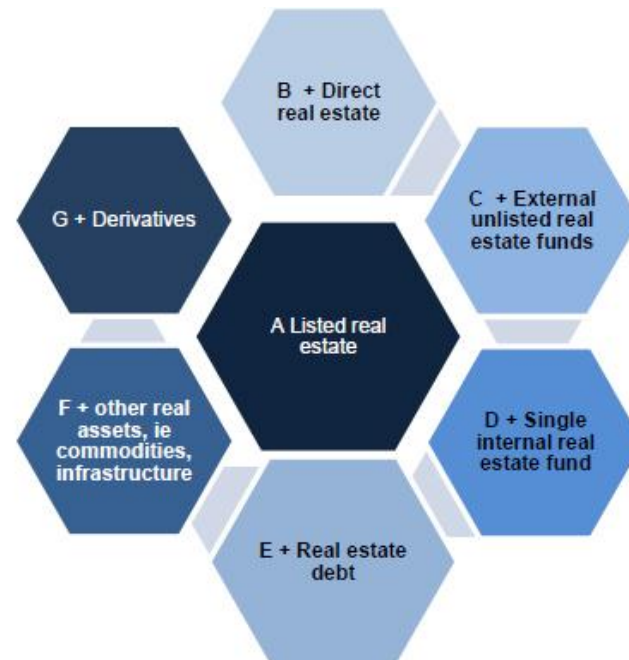 B + Direct
real estate
C + External
unlisted real
estate funds
G + Derivatives
A Listed real
estate
D + Single
internal real
estate fund
F + other real
assets, ie
commodities,
infrastructure
E + Real estate
debt